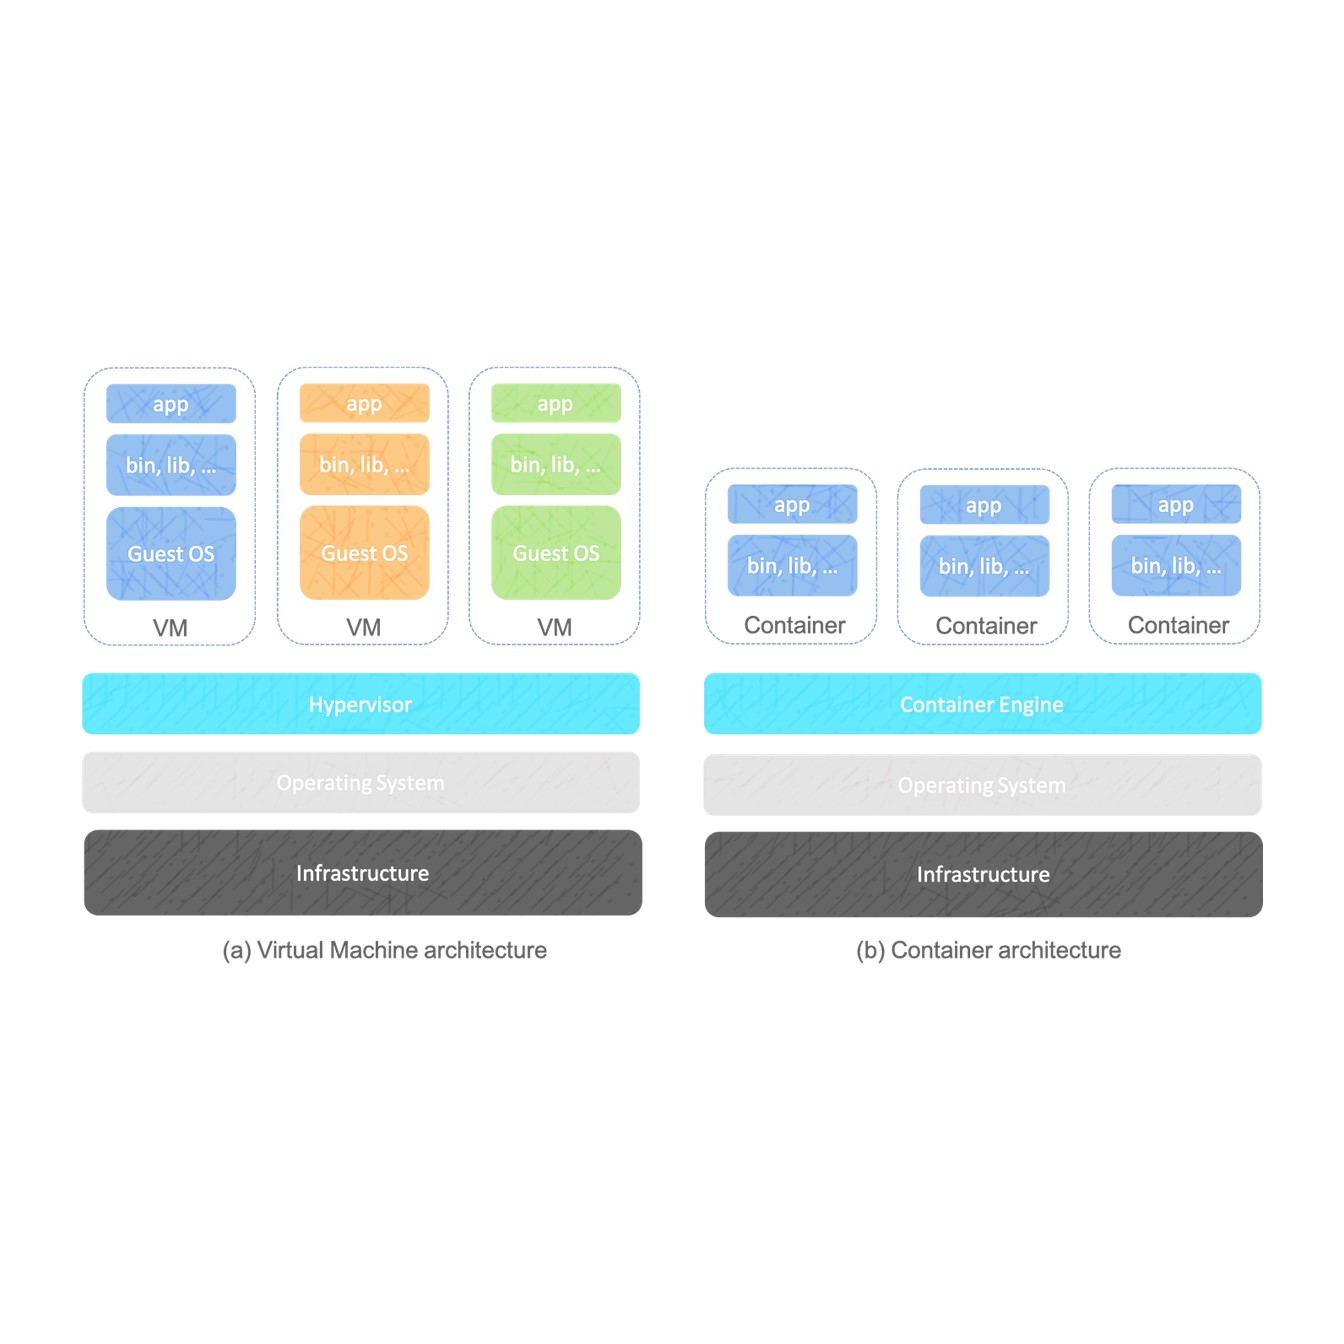 app
bin, lib, ...
Guest OS
VM
app
bin, lib, ...
Guest OS
VM
app
bin, lib, ...
Guest OS
VM
Hypervisor
Operating System
Infrastructure
(a) Virtual Machine architecture
app
bin, lib, ...
Container
app
bin, lib, ...
Container
app
bin, lib, ...
Container
Container Engine
Operating System
Infrastructure
(b) Container architecture